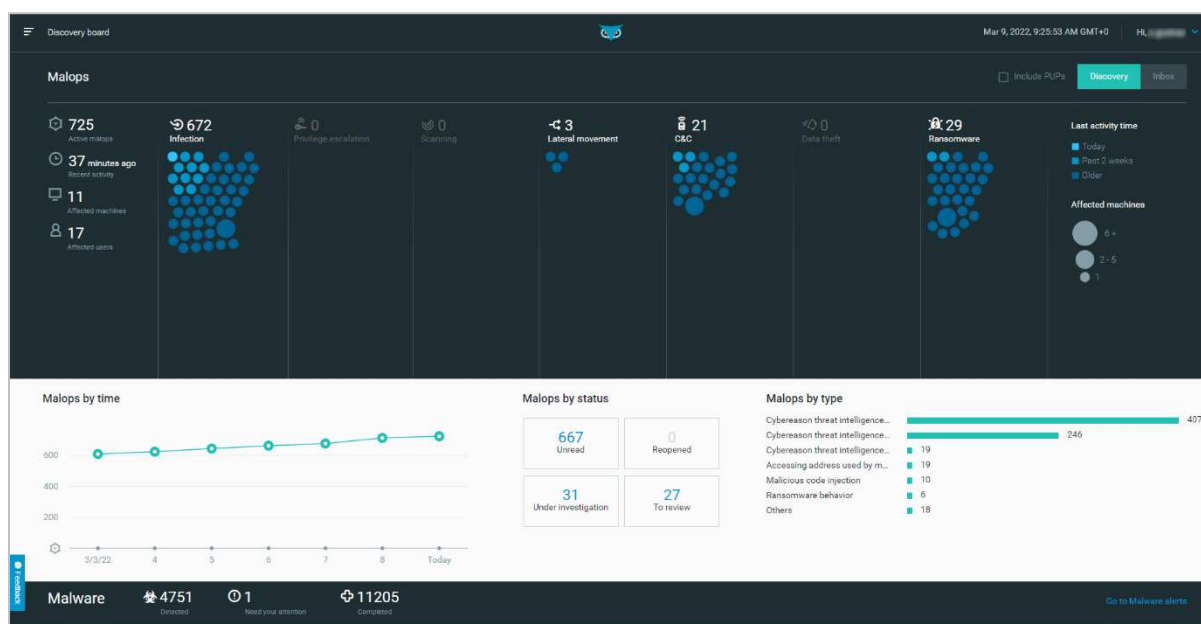 Discovery board
Mar 9, 2022, 9:25:53 AM GMT+0
Hi,
Malops
Include PUPs
Discovery
Inbox
725
Active malops
37 minutes ago
Recent activity
11
Affected machines
17
Affected users
672
Infection
0
Privilege escalation
0
Scanning
3
Lateral movement
21
C&C
0
Data theft
29
Ransomware
Last activity time
Today
Past 2 weeks
Older
Affected machines
6 +
2 - 5
1
Malops by time
600
400
200
3/3/22 4 5 6 7 8 Today
Malops by status
667
Unread
0
Reopened
31
Under investigation
27
To review
Malops by type
Cybereason threat intelligence... 407
Cybereason threat intelligence... 246
Cybereason threat intelligence... 19
Accessing address used by m... 19
Malicious code injection 10
Ransomware behavior 6
Others 18
Feedback
Malware
4751
Detected
1
Need your attention
11205
Completed
Go to Malware alerts